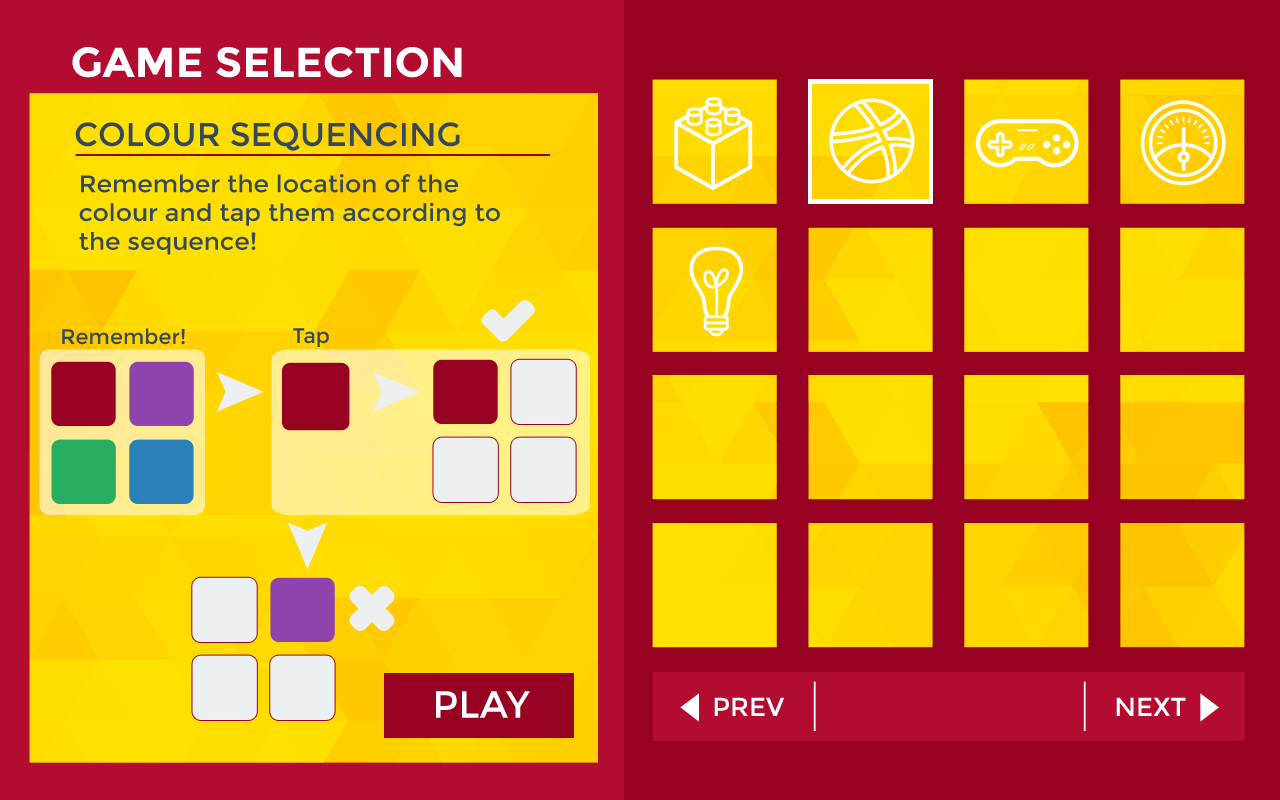 GAME SELECTION
COLOUR SEQUENCING
Remember the location of the
colour and tap them according to
the sequence!
Remember!
Tap
PLAY
PREV
NEXT